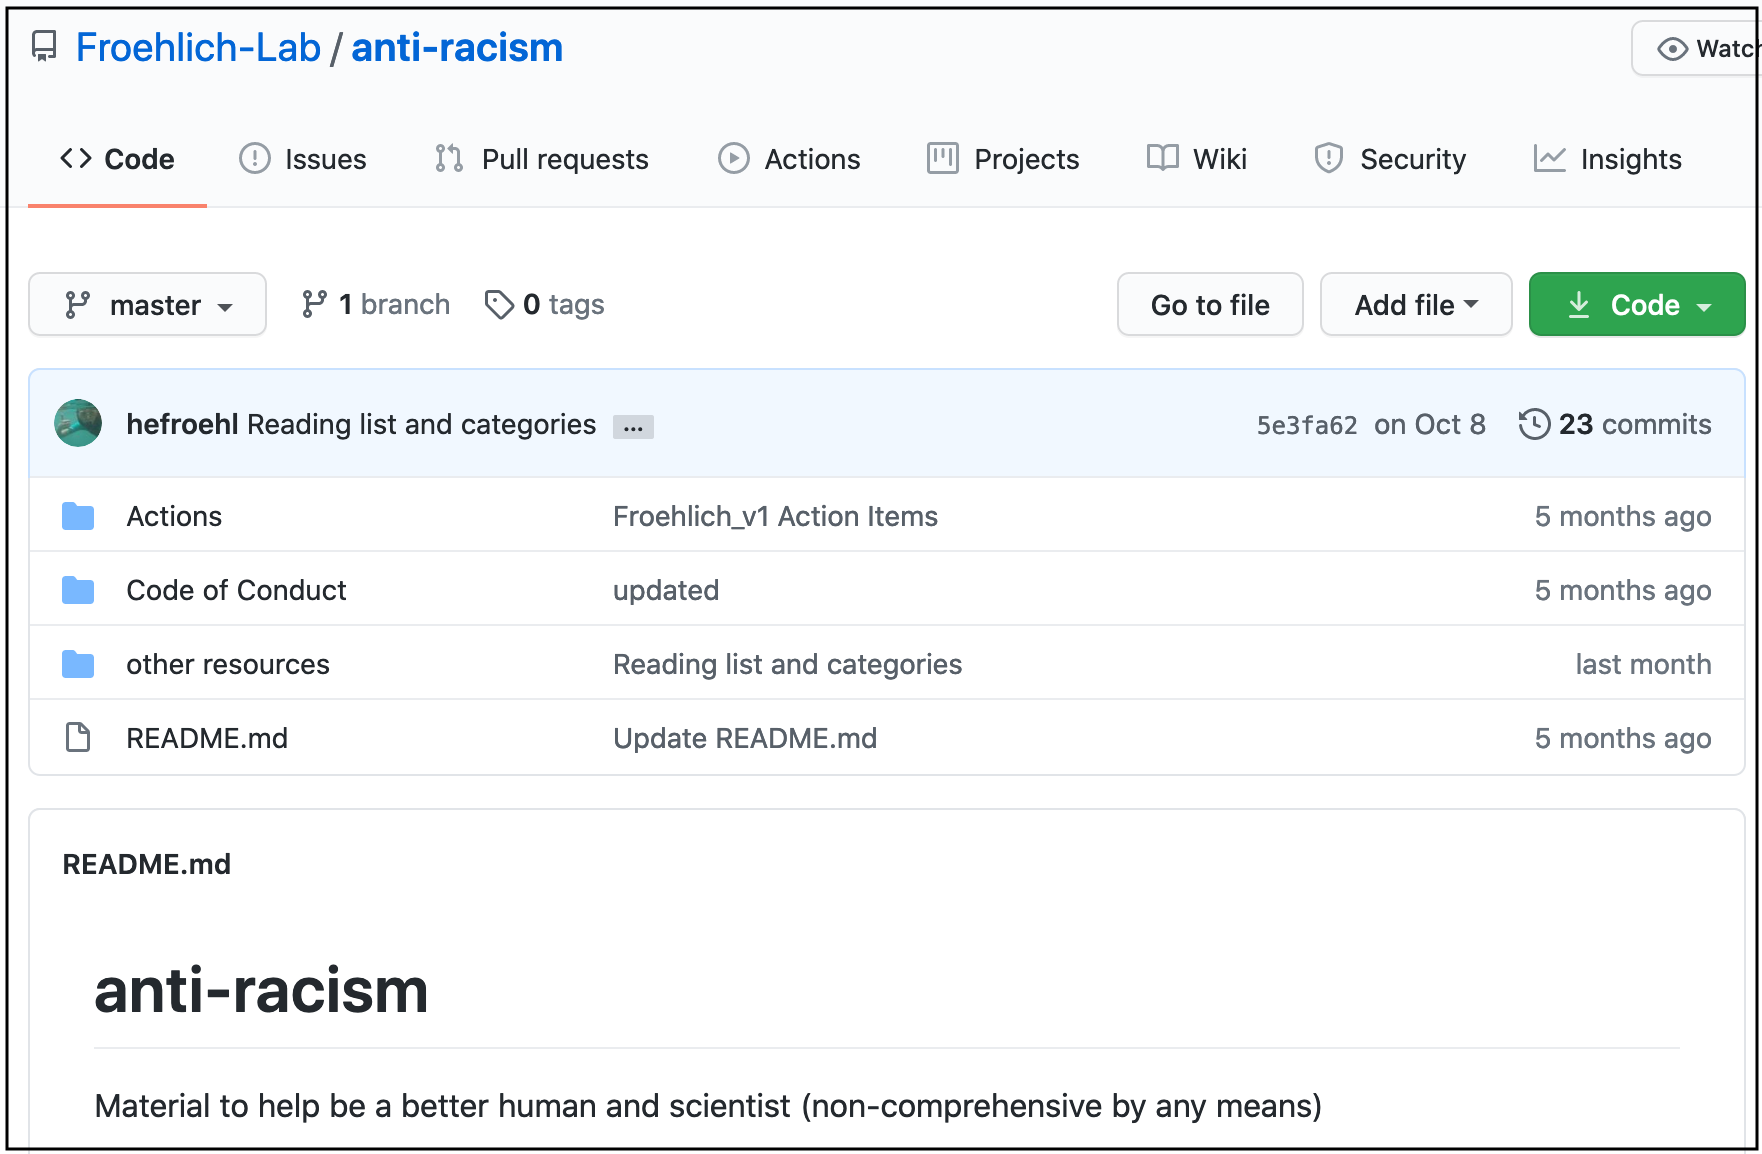 Froehlich-Lab / anti-racism Watch
Code Issues Pull requests Actions Projects Wiki Security Insights
master 1 branch 0 tags Go to file Add file Code
hefroehl Reading list and categories ... 5e3fa62 on Oct 8 23 commits
Actions Froehlich_v1 Action Items 5 months ago
Code of Conduct updated 5 months ago
other resources Reading list and categories last month
README.md Update README.md 5 months ago
README.md
anti-racism
Material to help be a better human and scientist (non-comprehensive by any means)